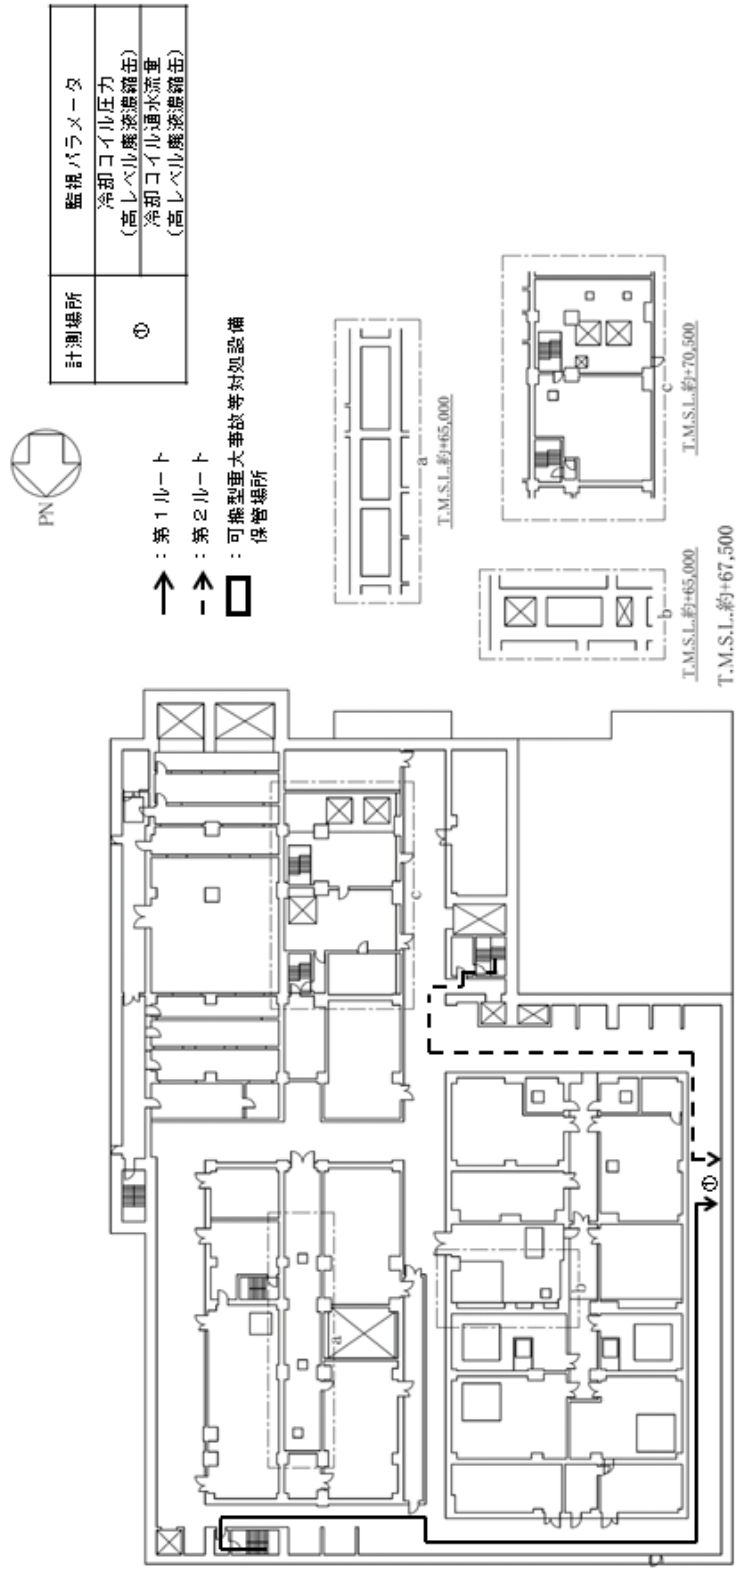 計測場所
監視パラメータ
①
冷却コイル圧力
(高レベル廃液濃縮缶)
冷却コイル通水流量
(高レベル廃液濃縮缶)
PN
：第１ルート
：第２ルート
：可搬型重大事故等対処設備
保管場所
a
T.M.S.L.約+65,000
b
T.M.S.L.約+65,000
c
T.M.S.L.約+70,500
T.M.S.L.約+67,500
a
b
c
①